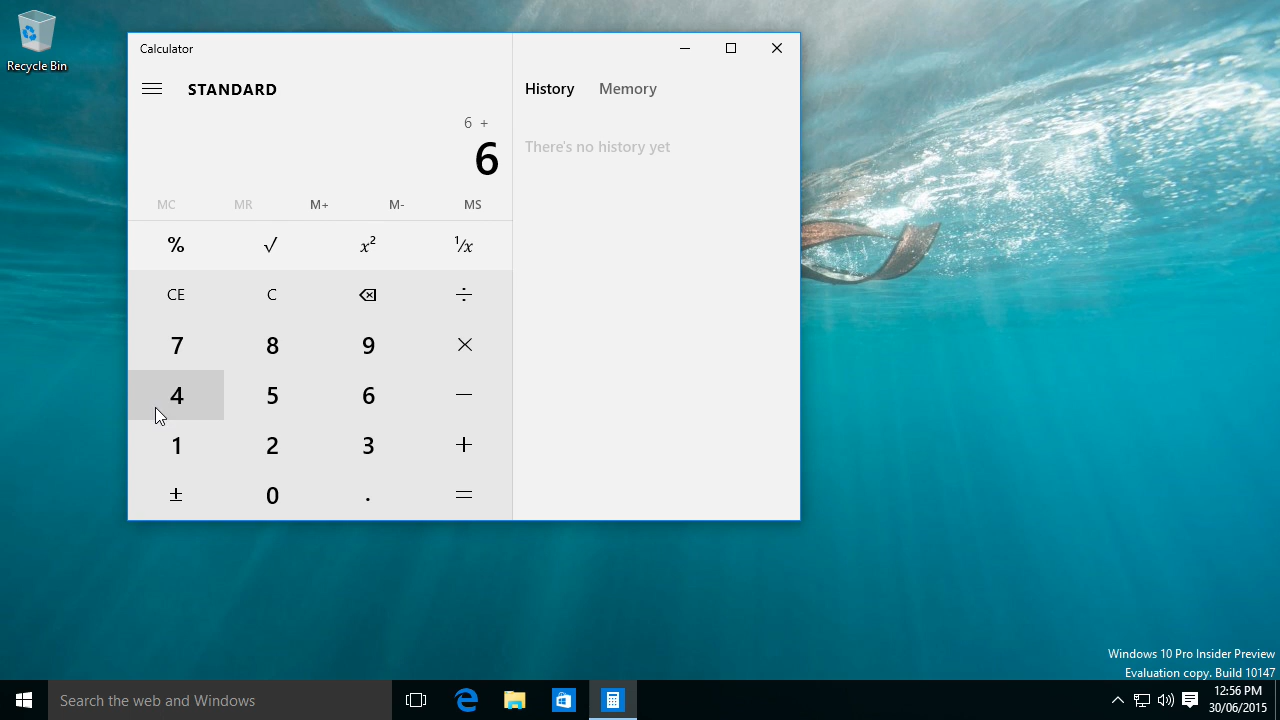 Recycle Bin
Calculator
STANDARD
History Memory
6 +
6
There's no history yet
MC MR M+ M- MS
% √ x² ¹/x
CE C ÷
7 8 9 ×
4 5 6 −
1 2 3 +
± 0 . =
Windows 10 Pro Insider Preview
Evaluation copy. Build 10147
Search the web and Windows
12:56 PM
30/06/2015